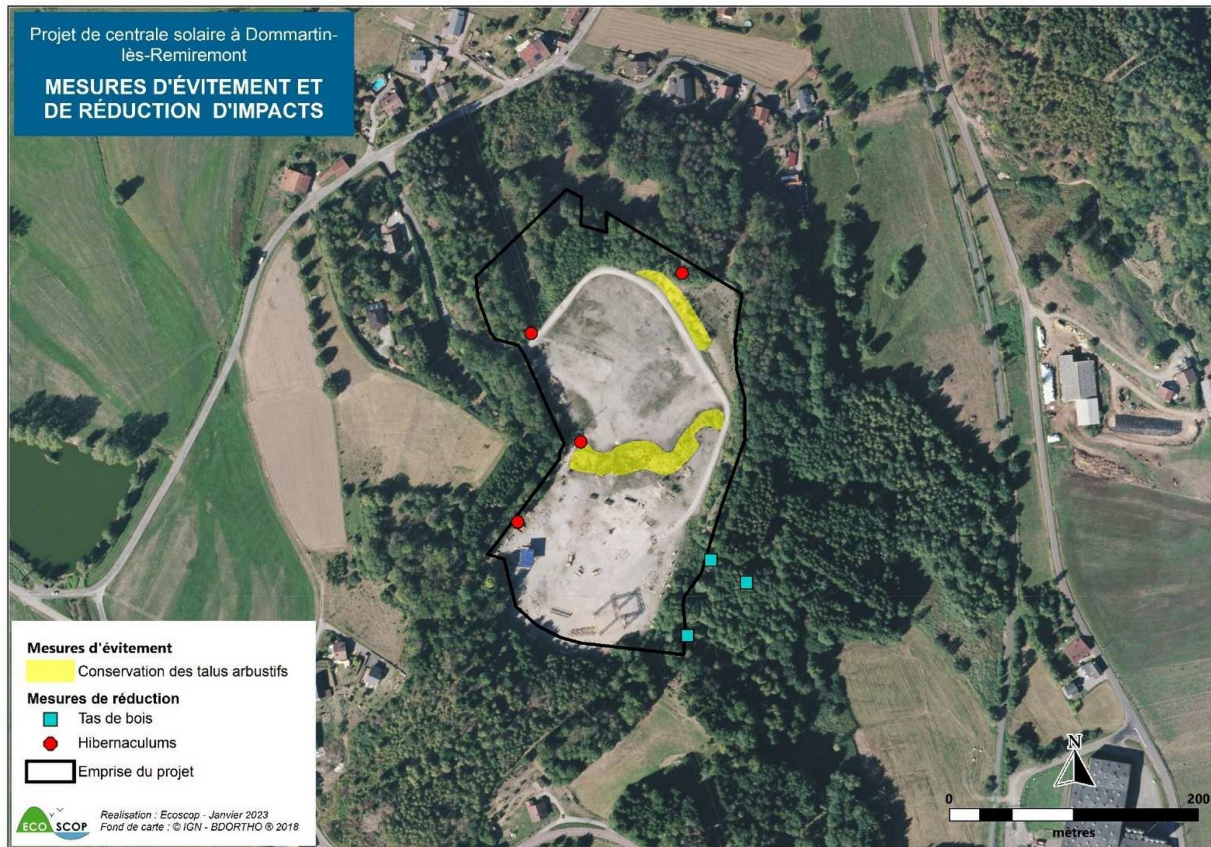 Projet de centrale solaire à Dommartin-
lès-Remiremont
MESURES D'ÉVITEMENT ET
DE RÉDUCTION D'IMPACTS
Mesures d'évitement
Conservation des talus arbustifs
Mesures de réduction
Tas de bois
Hibernaculums
Emprise du projet
ECO SCOP
Realisation : Ecoscop - Janvier 2023
Fond de carte : © IGN - BDORTHO ® 2018
N
0 200
mètres